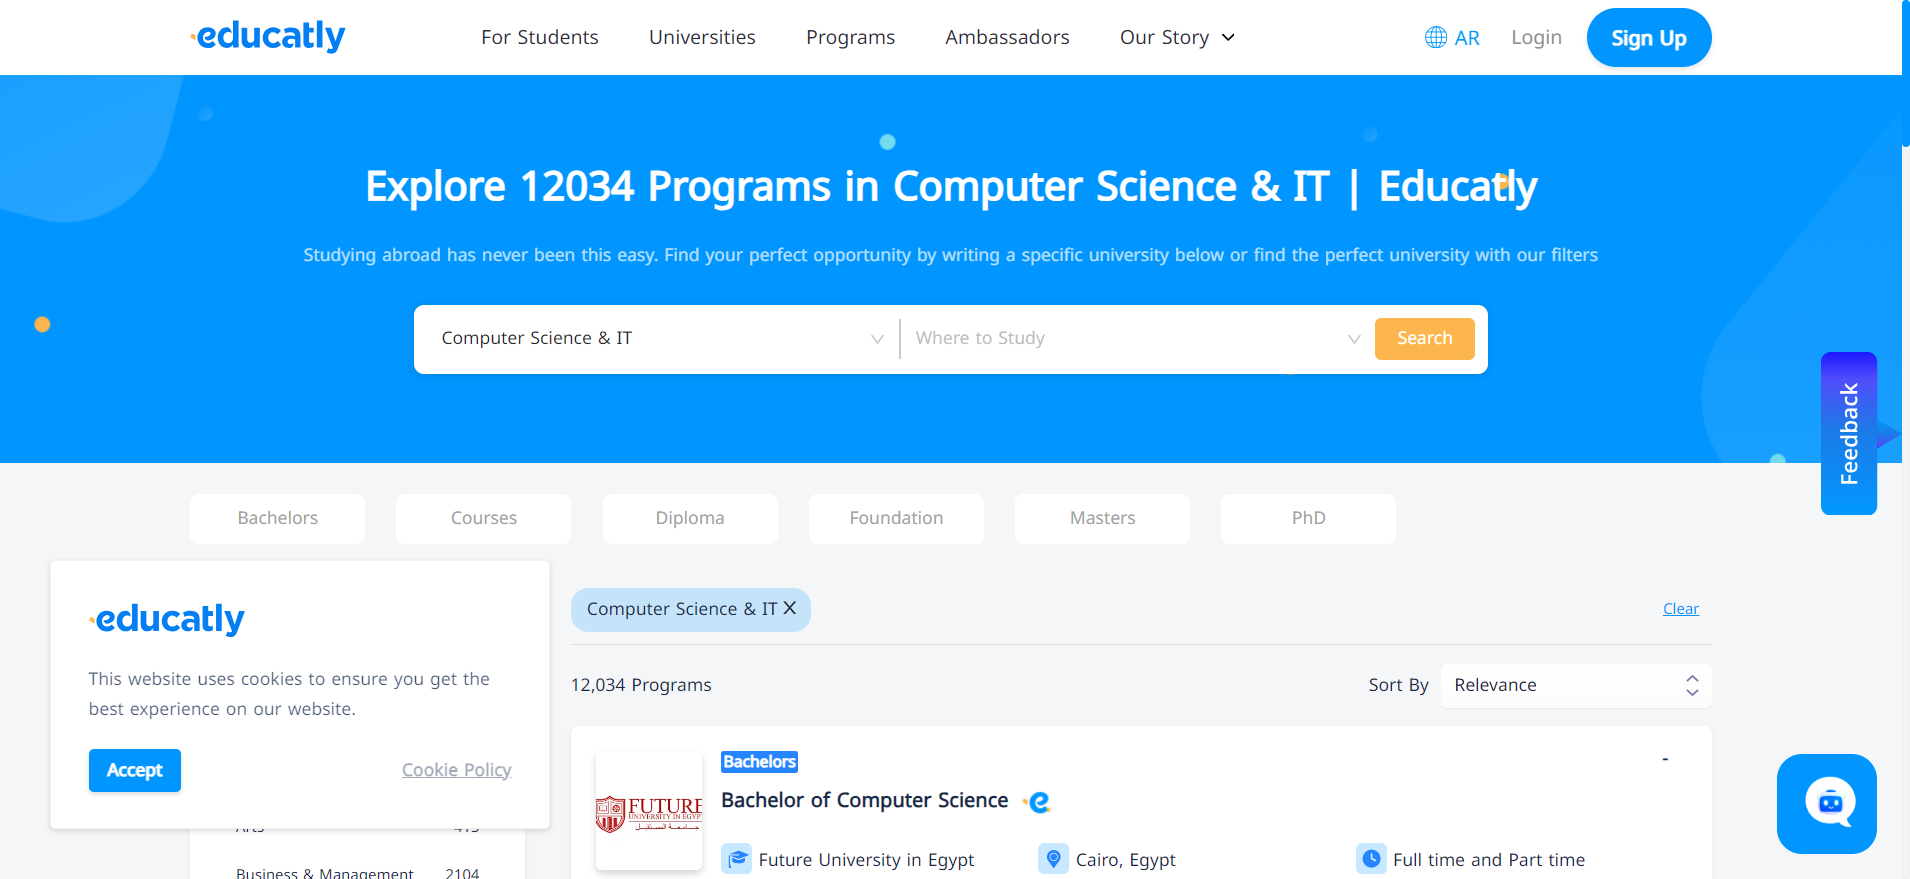 educatly
For Students Universities Programs Ambassadors Our Story AR Login Sign Up
Explore 12034 Programs in Computer Science & IT | Educatly
Studying abroad has never been this easy. Find your perfect opportunity by writing a specific university below or find the perfect university with our filters
Computer Science & IT Where to Study Search
Feedback
Bachelors Courses Diploma Foundation Masters PhD
educatly
This website uses cookies to ensure you get the
best experience on our website.
Accept Cookie Policy
Arts 415
Business & Management 2104
Computer Science & IT X Clear
12,034 Programs Sort By Relevance
Bachelors -
Bachelor of Computer Science
FUTURE
UNIVERSITY IN EGYPT
جامعة المستقبل
Future University in Egypt Cairo, Egypt Full time and Part time